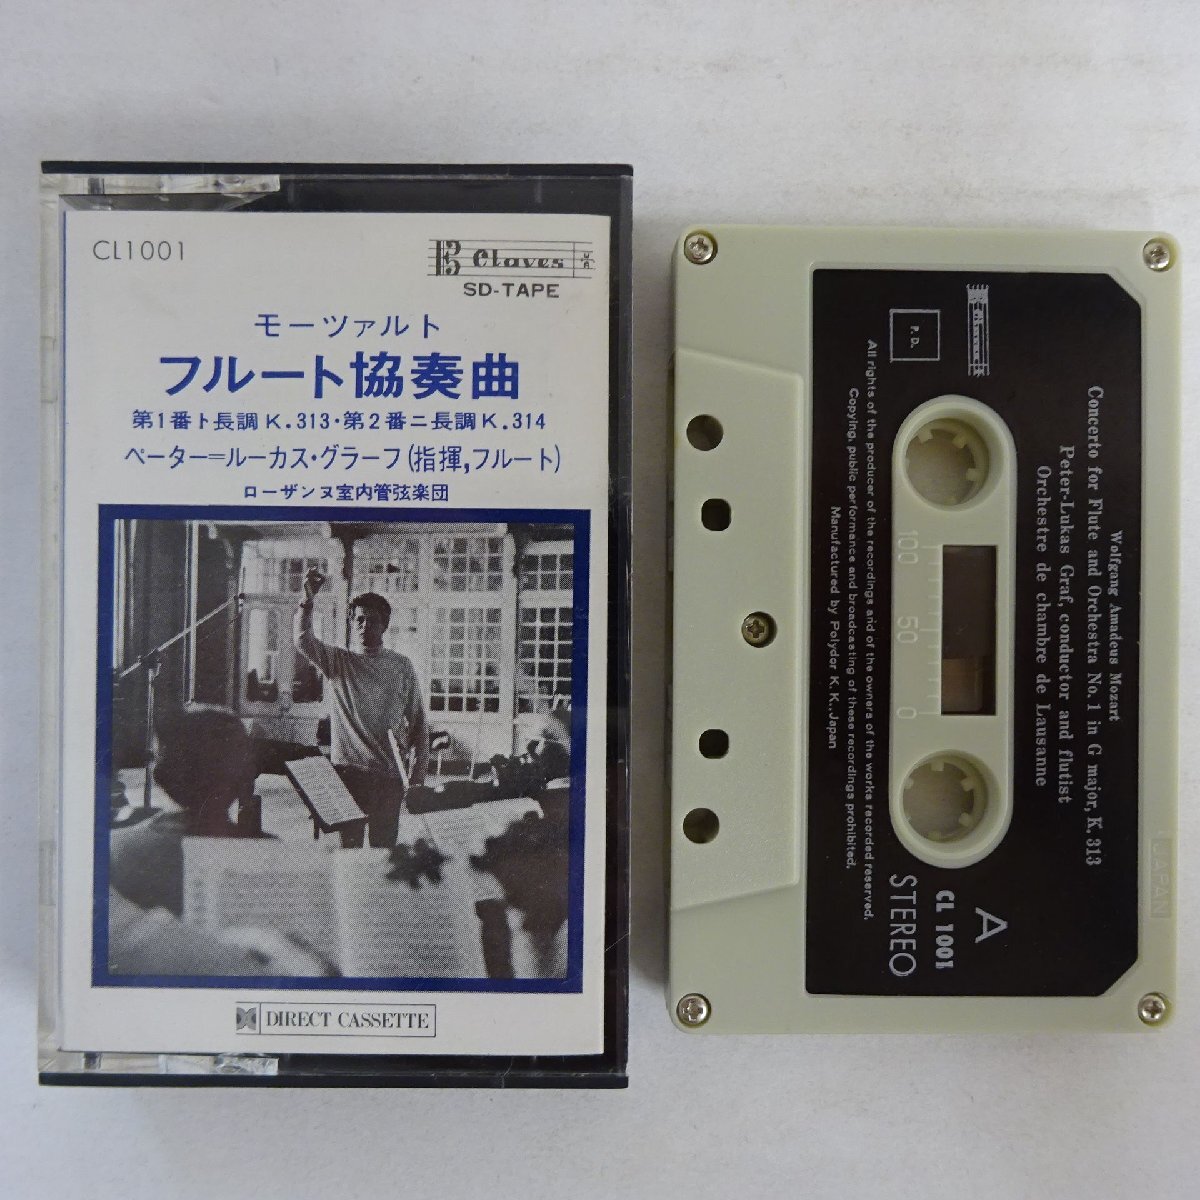 CL1001
Claves
SD-TAPE
モーツァルト
フルート協奏曲
第1番ト長調 K.313・第2番ニ長調 K.314
ペーター=ルーカス・グラーフ(指揮,フルート)
ローザンヌ室内管弦楽団
DIRECT CASSETTE
Claves
P.D.
Wolfgang Amadeus Mozart
Concerto for Flute and Orchestra No. 1 in G major, K. 313
Peter-Lukas Graf, conductor and flutist
Orchestre de chambre de Lausanne
100 50 0
A
CL 1001
STEREO
All rights of the producer of the recordings and of the owners of the works recorded reserved.
Copying, public performance and broadcasting of these recordings prohibited.
Manufactured by Polydor K. K., Japan
JAPAN